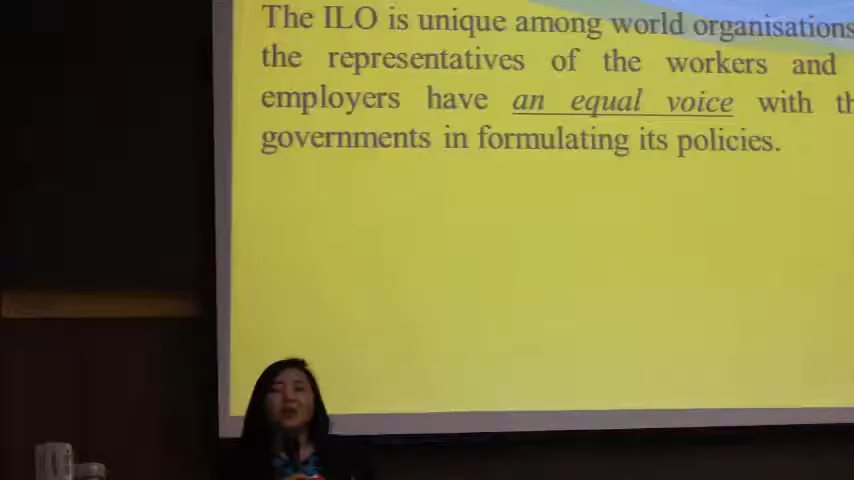 The ILO is unique among world organisations
the representatives of the workers and
employers have an equal voice with
governments in formulating its policies.